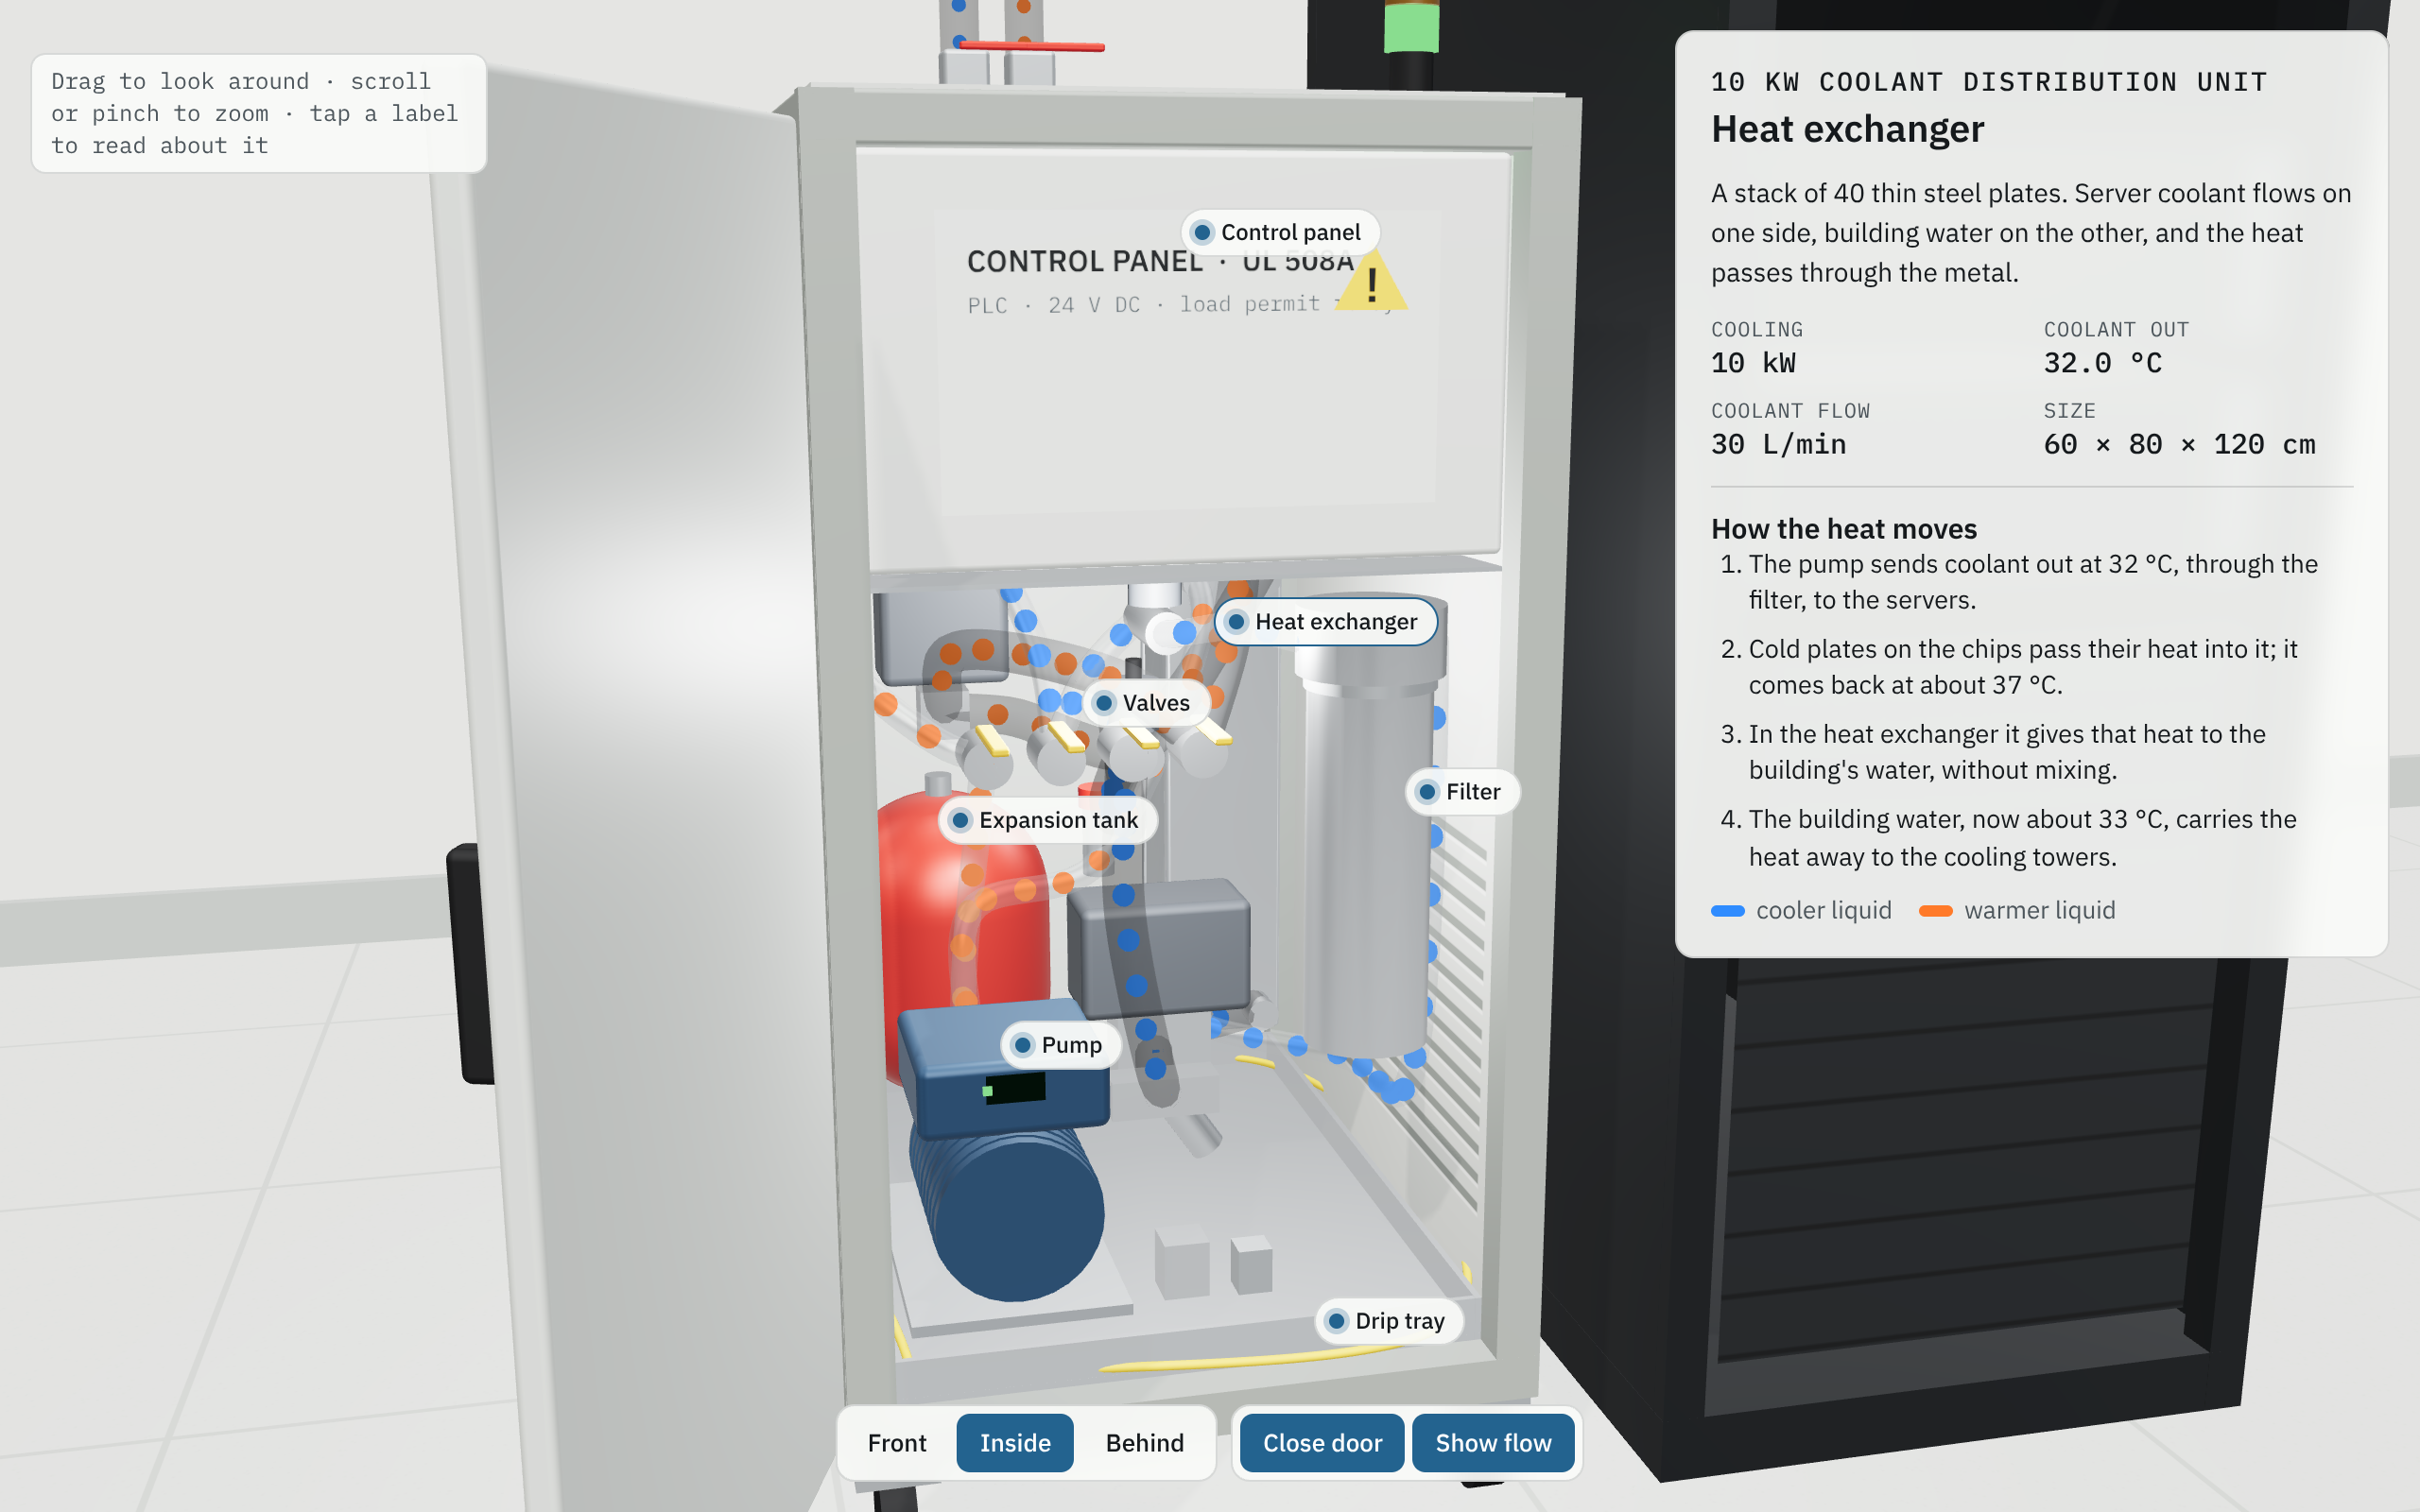 Drag to look around · scroll
or pinch to zoom · tap a label
to read about it
10 KW COOLANT DISTRIBUTION UNIT
Heat exchanger
A stack of 40 thin steel plates. Server coolant flows on
one side, building water on the other, and the heat
passes through the metal.
COOLING
10 kW
COOLANT OUT
32.0 °C
COOLANT FLOW
30 L/min
SIZE
60 × 80 × 120 cm
How the heat moves
1. The pump sends coolant out at 32 °C, through the
filter, to the servers.
2. Cold plates on the chips pass their heat into it; it
comes back at about 37 °C.
3. In the heat exchanger it gives that heat to the
building's water, without mixing.
4. The building water, now about 33 °C, carries the
heat away to the cooling towers.
cooler liquid
warmer liquid
Control panel
CONTROL PANEL · UL 508A
!
PLC · 24 V DC · load permit
Heat exchanger
Valves
Filter
Expansion tank
Pump
Drip tray
Front
Inside
Behind
Close door
Show flow